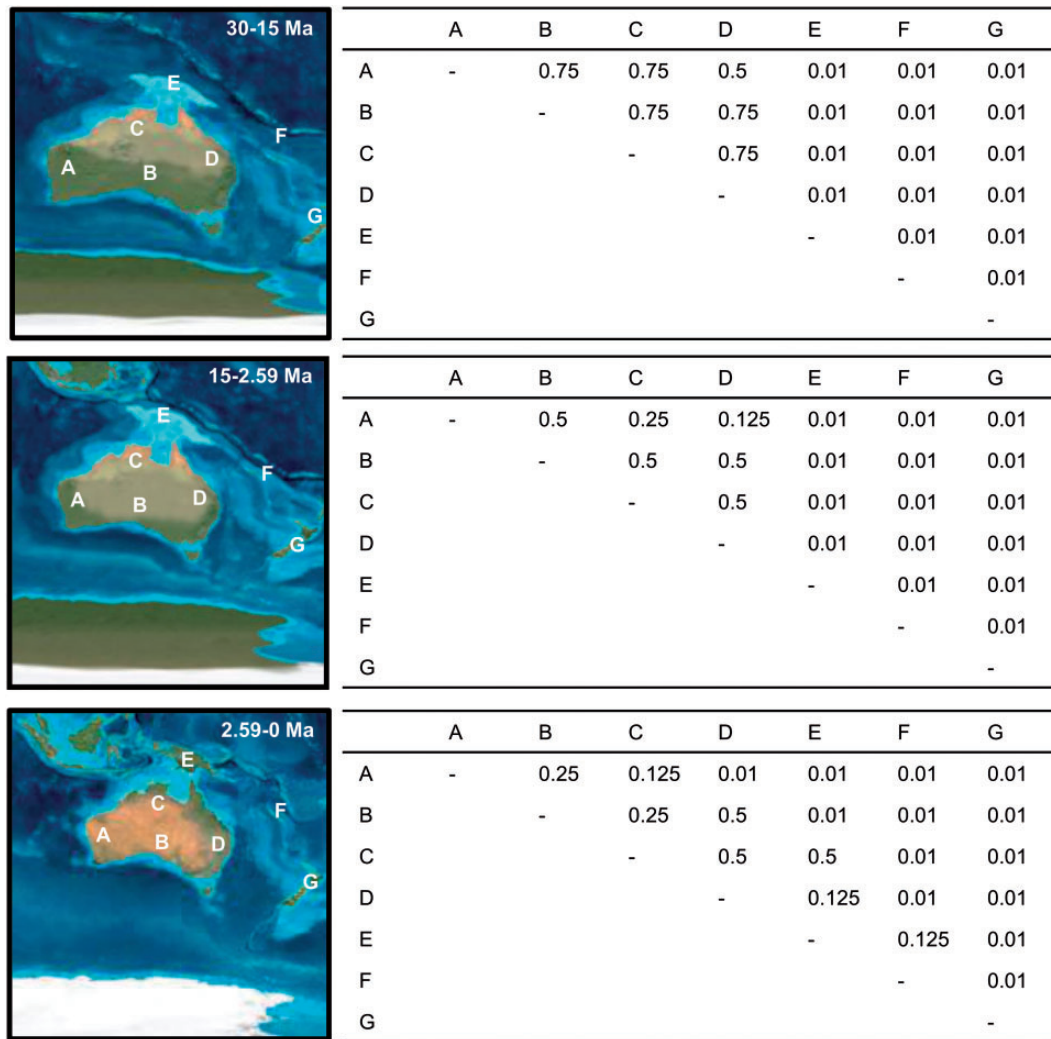 30-15 Ma
E
C
F
A
B
D
G
A B C D E F G
A - 0.75 0.75 0.5 0.01 0.01 0.01
B - 0.75 0.75 0.01 0.01 0.01
C - 0.75 0.01 0.01 0.01
D - 0.01 0.01 0.01
E - 0.01 0.01
F - 0.01
G -
15-2.59 Ma
E
C
F
A
B
D
G
A B C D E F G
A - 0.5 0.25 0.125 0.01 0.01 0.01
B - 0.5 0.5 0.01 0.01 0.01
C - 0.5 0.01 0.01 0.01
D - 0.01 0.01 0.01
E - 0.01 0.01
F - 0.01
G -
2.59-0 Ma
E
C
F
A
B
D
G
A B C D E F G
A - 0.25 0.125 0.01 0.01 0.01 0.01
B - 0.25 0.5 0.01 0.01 0.01
C - 0.5 0.5 0.01 0.01
D - 0.125 0.01 0.01
E - 0.125 0.01
F - 0.01
G -